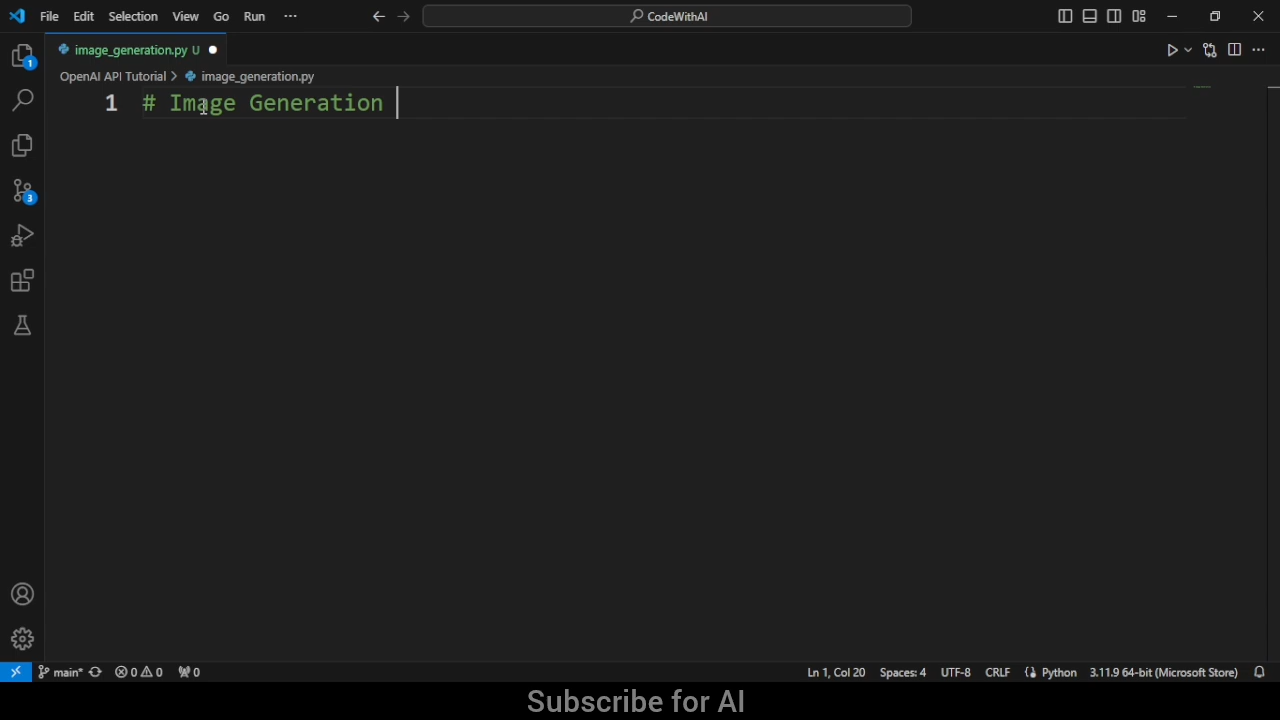 File Edit Selection View Go Run ··· CodeWithAI
image_generation.py U
OpenAI API Tutorial > image_generation.py
1 # Image Generation
1
3
main* 0 0 0 Ln 1, Col 20 Spaces: 4 UTF-8 CRLF Python 3.11.9 64-bit (Microsoft Store)
Subscribe for AI